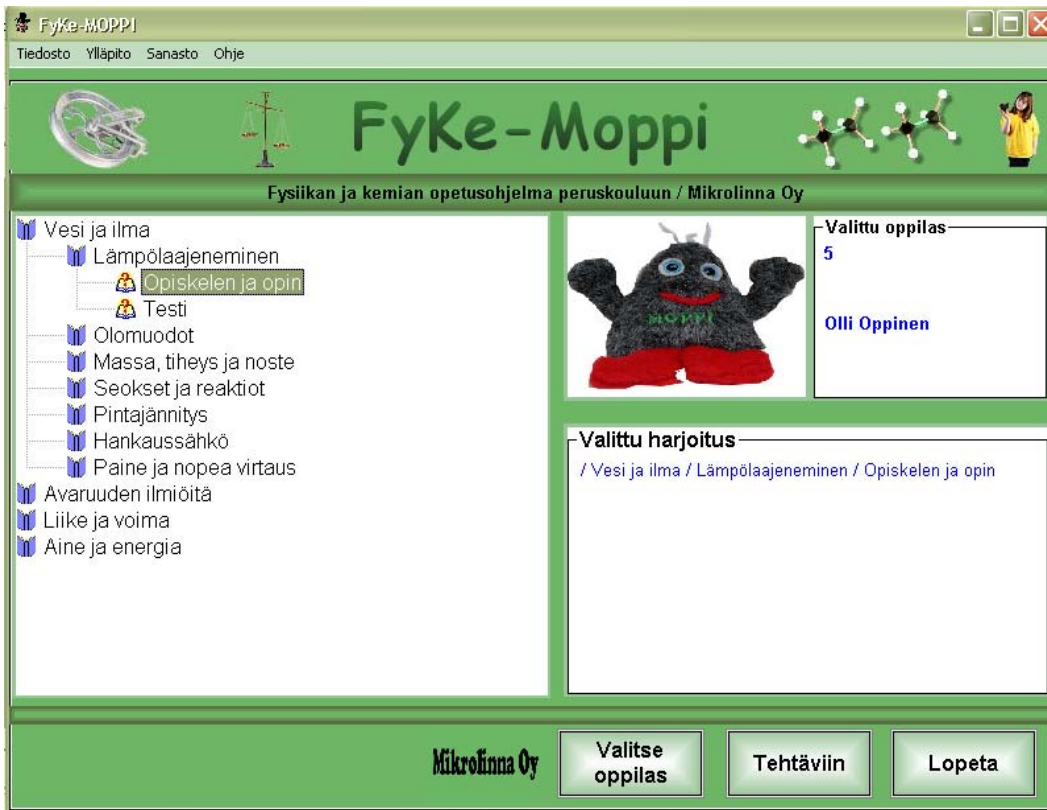 FyKe-MOPPI
Tiedosto Ylläpito Sanasto Ohje
FyKe-Moppi
Fysiikan ja kemian opetusohjelma peruskouluun / Mikrolinna Oy
Vesi ja ilma
Lämpölaajeneminen
Opiskelen ja opin
Testi
Olomuodot
Massa, tiheys ja noste
Seokset ja reaktiot
Pintajännitys
Hankaussähkö
Paine ja nopea virtaus
Avaruuden ilmiöitä
Liike ja voima
Aine ja energia
MOPPI
Valittu oppilas
5
Olli Oppinen
Valittu harjoitus
/ Vesi ja ilma / Lämpölaajeneminen / Opiskelen ja opin
Mikrolinna Oy
Valitse
oppilas
Tehtäviin
Lopeta